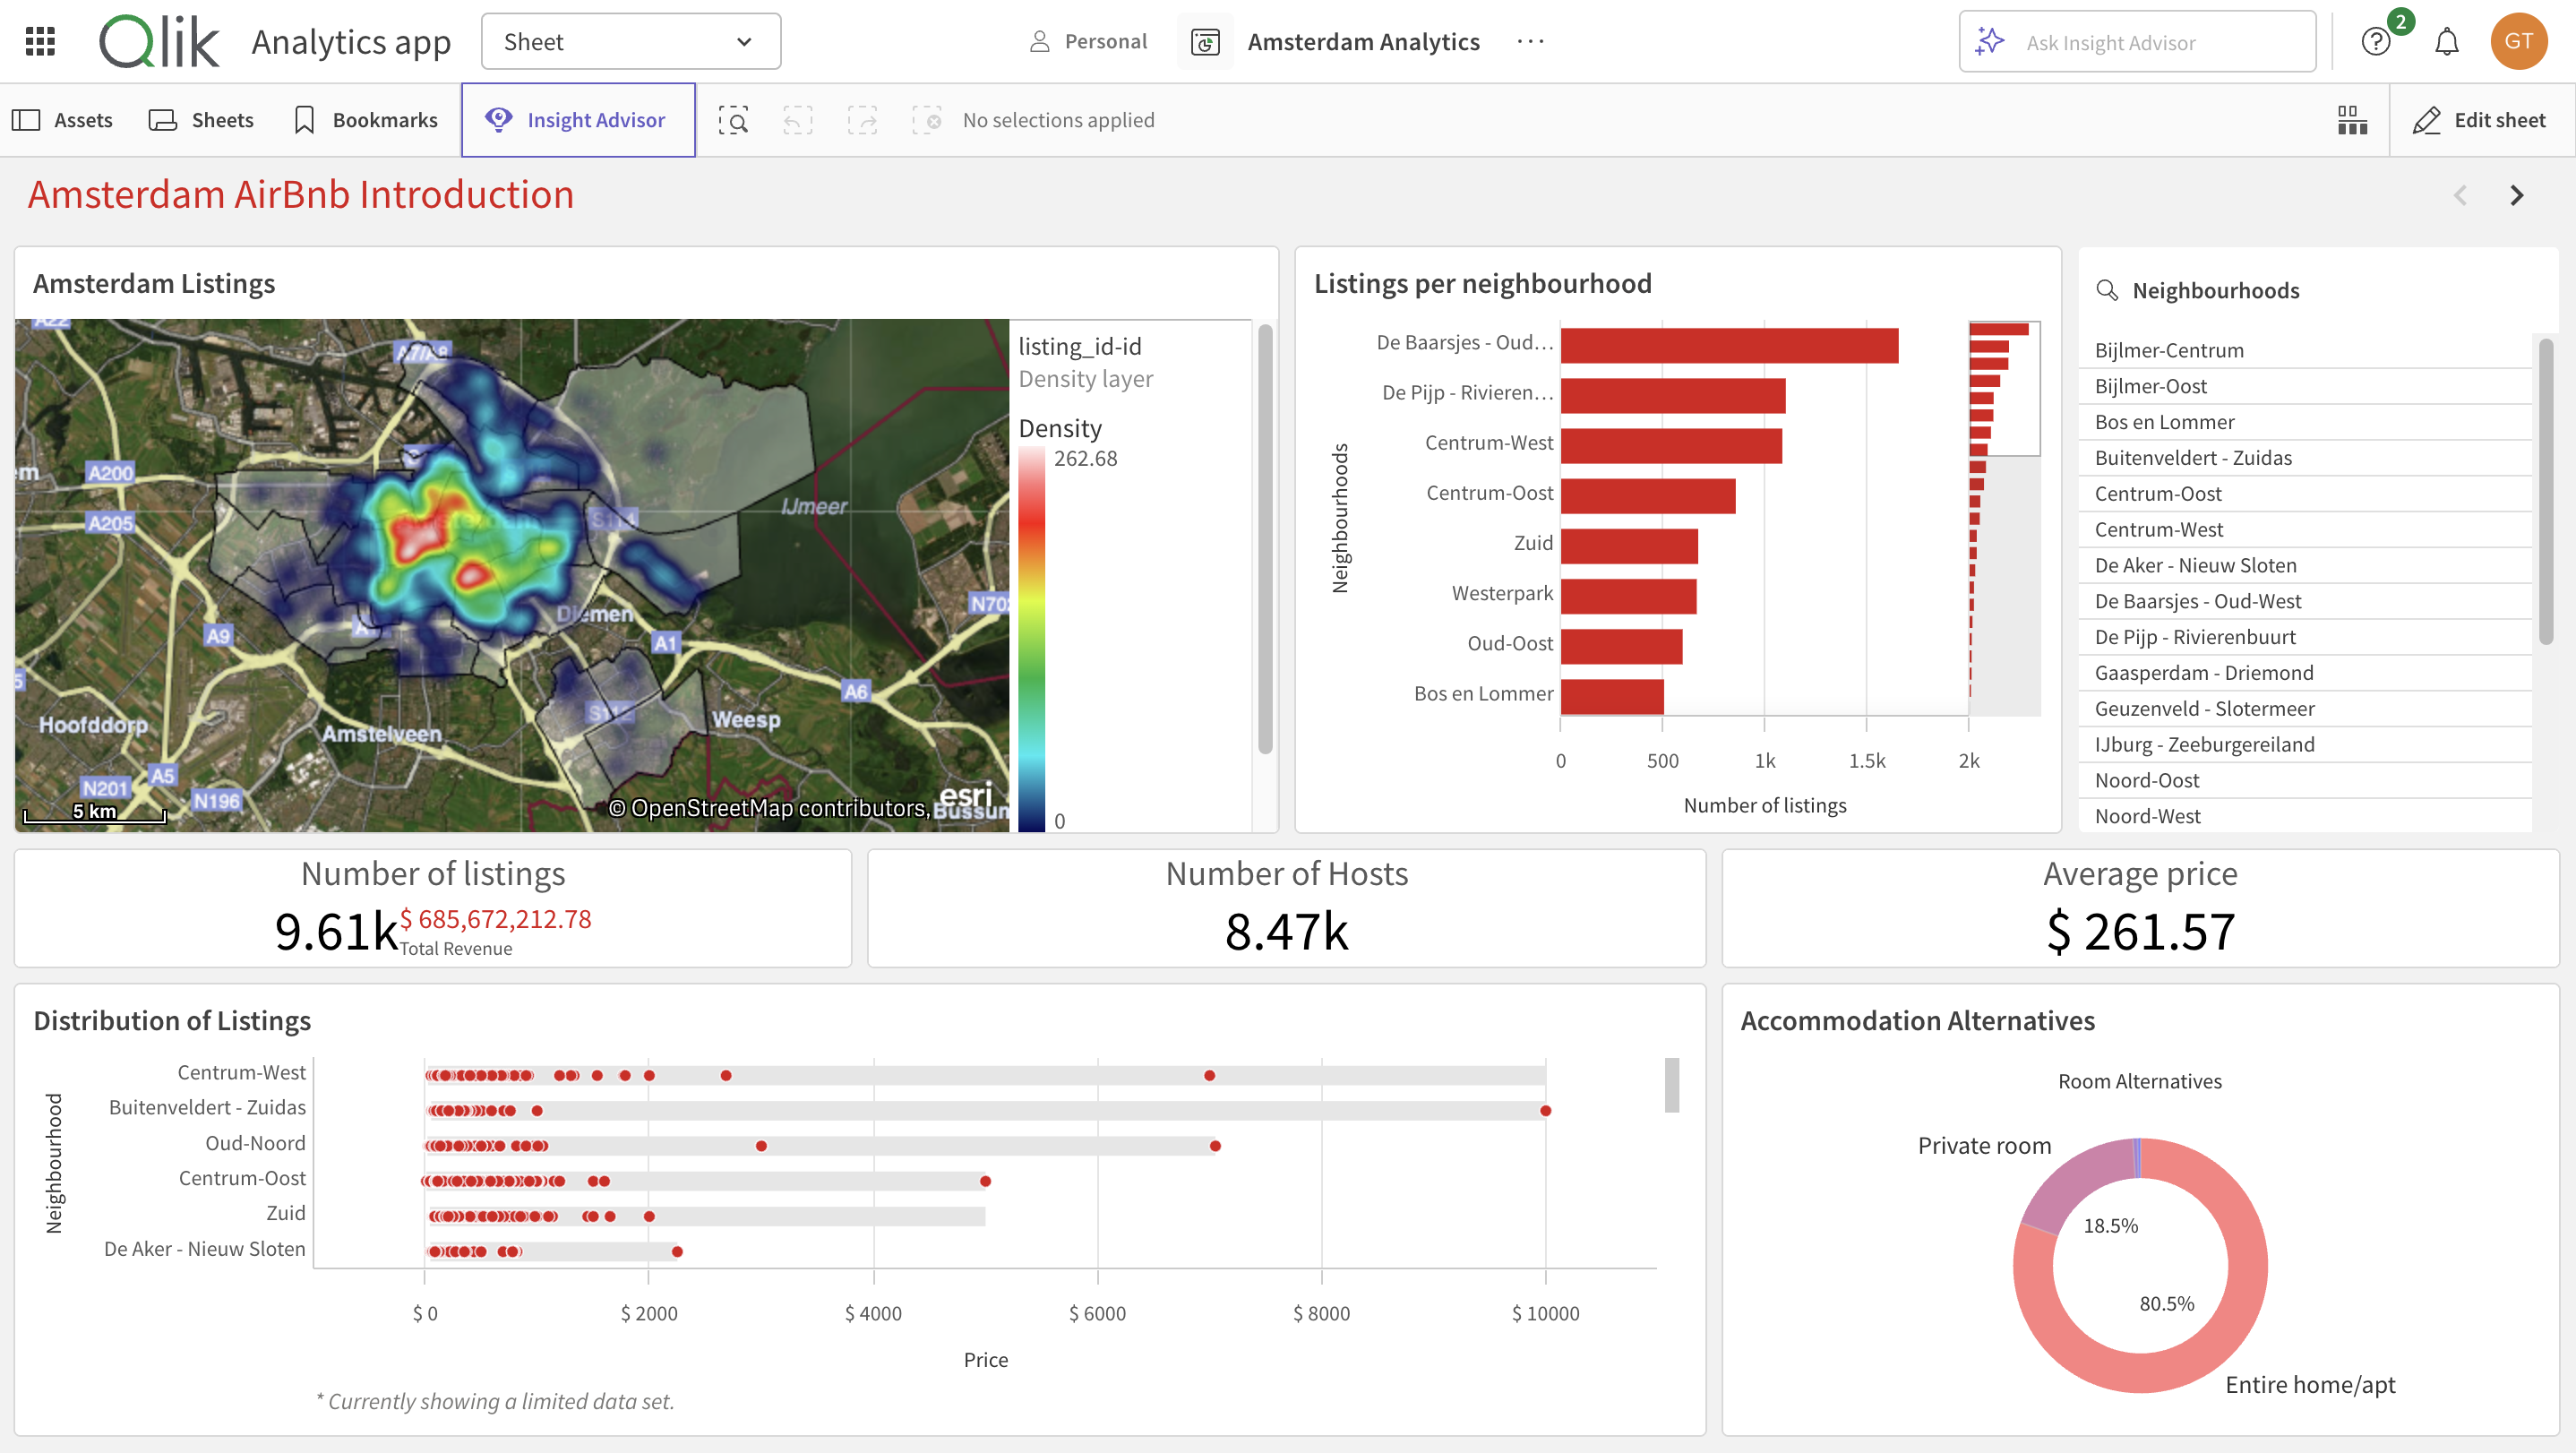 Qlik
Analytics app
Sheet
Personal
Amsterdam Analytics
Ask Insight Advisor
2
GT
Assets
Sheets
Bookmarks
Insight Advisor
No selections applied
Edit sheet
Amsterdam AirBnb Introduction
Amsterdam Listings
A22
A7/A8
A200
A205
S114
IJmeer
Diemen
N70
A9
A1
A6
S112
Weesp
Hoofddorp
Amstelveen
A5
N201
N196
5 km
© OpenStreetMap contributors,
esri
Bussum
listing_id-id
Density layer
Density
262.68
0
Listings per neighbourhood
Neighbourhoods
De Baarsjes - Oud…
De Pijp - Rivieren…
Centrum-West
Centrum-Oost
Zuid
Westerpark
Oud-Oost
Bos en Lommer
0 500 1k 1.5k 2k
Number of listings
Neighbourhoods
Bijlmer-Centrum
Bijlmer-Oost
Bos en Lommer
Buitenveldert - Zuidas
Centrum-Oost
Centrum-West
De Aker - Nieuw Sloten
De Baarsjes - Oud-West
De Pijp - Rivierenbuurt
Gaasperdam - Driemond
Geuzenveld - Slotermeer
IJburg - Zeeburgereiland
Noord-Oost
Noord-West
Number of listings
9.61k
$ 685,672,212.78
Total Revenue
Number of Hosts
8.47k
Average price
$ 261.57
Distribution of Listings
Neighbourhood
Centrum-West
Buitenveldert - Zuidas
Oud-Noord
Centrum-Oost
Zuid
De Aker - Nieuw Sloten
$ 0 $ 2000 $ 4000 $ 6000 $ 8000 $ 10000
Price
* Currently showing a limited data set.
Accommodation Alternatives
Room Alternatives
Private room
18.5%
80.5%
Entire home/apt